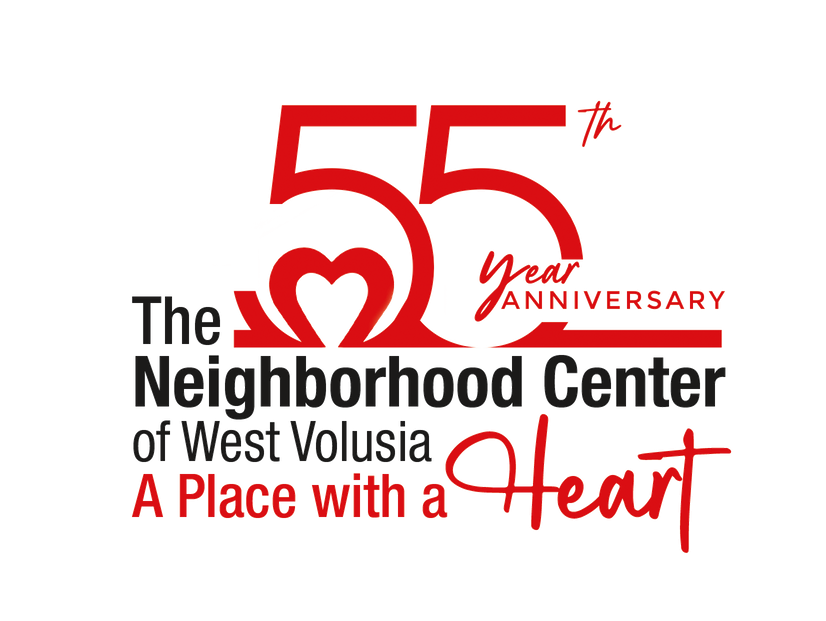 55th
year
ANNIVERSARY
The
Neighborhood Center
of West Volusia
A Place with a Heart